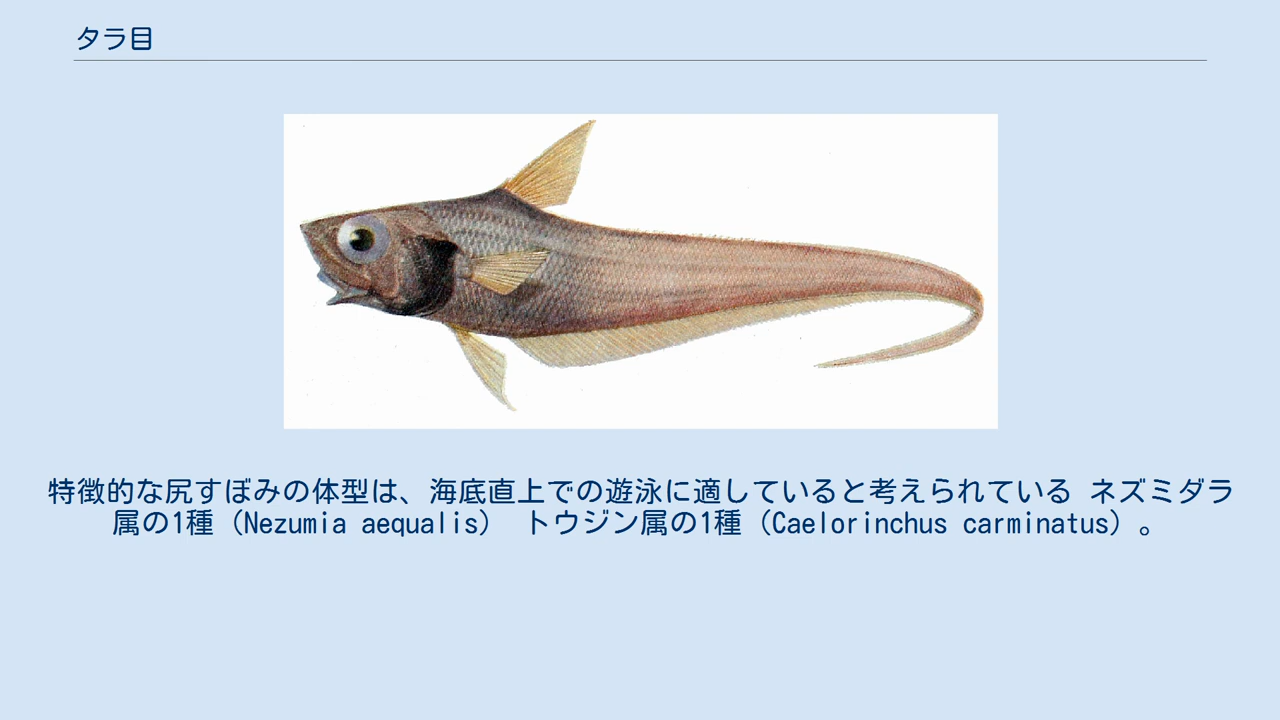 タラ目
特徴的な尻すぼみの体型は、海底直上での遊泳に適していると考えられている ネズミダラ
属の1種（Nezumia aequalis） トウジン属の1種（Caelorinchus carminatus）。